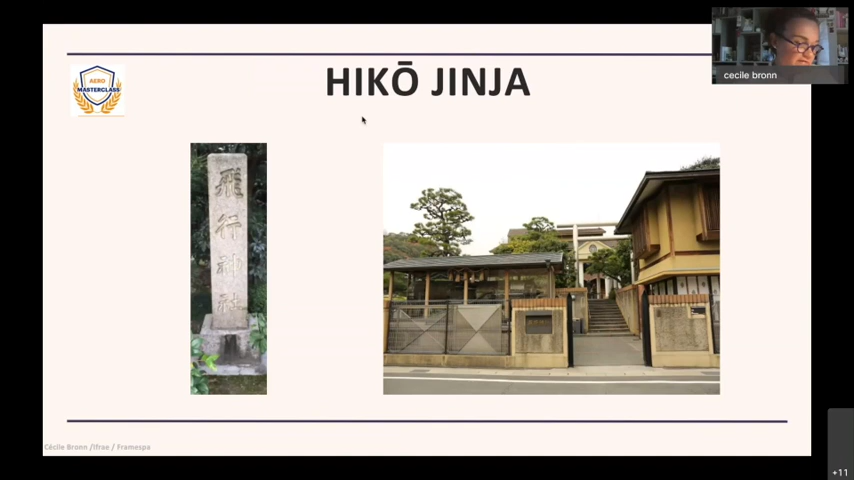 HIKŌ JINJA
AERO
MASTERCLASS
飛行神社
cecile bronn
Cécile Bronn /Ifrae / Framespa
+11